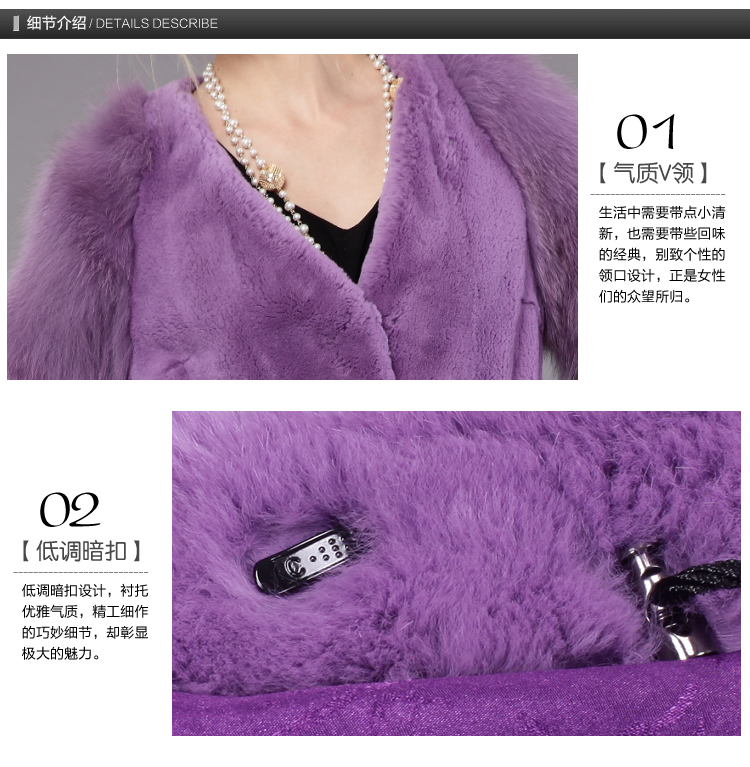 细节介绍 / DETAILS DESCRIBE
01
【 气质V领 】
生活中需要带点小清
新，也需要带些回味
的经典，别致个性的
领口设计，正是女性
们的众望所归。
02
【 低调暗扣 】
低调暗扣设计，衬托
优雅气质，精工细作
的巧妙细节，却彰显
极大的魅力。